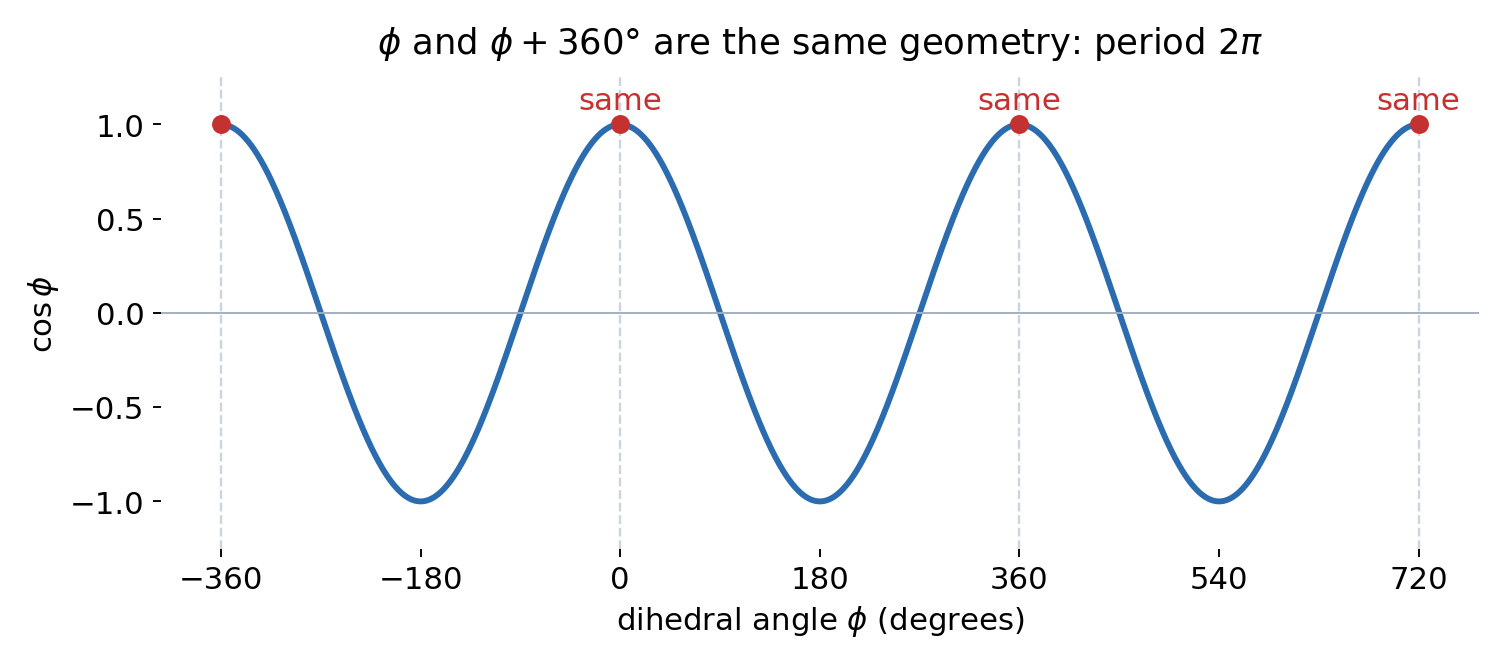 ϕ and ϕ + 360° are the same geometry: period 2π
same same same
1.0
0.5
0.0
−0.5
−1.0
cos ϕ
−360 −180 0 180 360 540 720
dihedral angle ϕ (degrees)